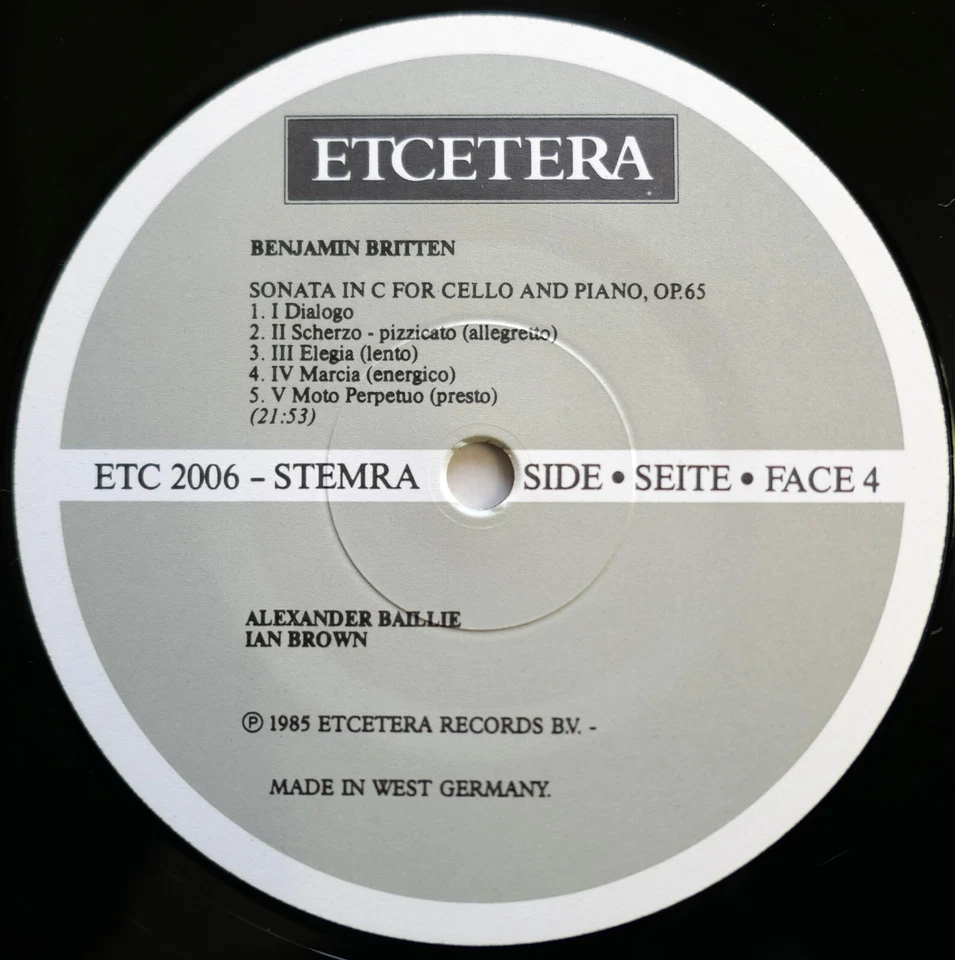 ETCETERA
BENJAMIN BRITTEN
SONATA IN C FOR CELLO AND PIANO, OP.65
1. I Dialogo
2. II Scherzo - pizzicato (allegretto)
3. III Elegia (lento)
4. IV Marcia (energico)
5. V Moto Perpetuo (presto)
(21:53)
ETC 2006 – STEMRA SIDE • SEITE • FACE 4
ALEXANDER BAILLIE
IAN BROWN
℗ 1985 ETCETERA RECORDS B.V. -
MADE IN WEST GERMANY.